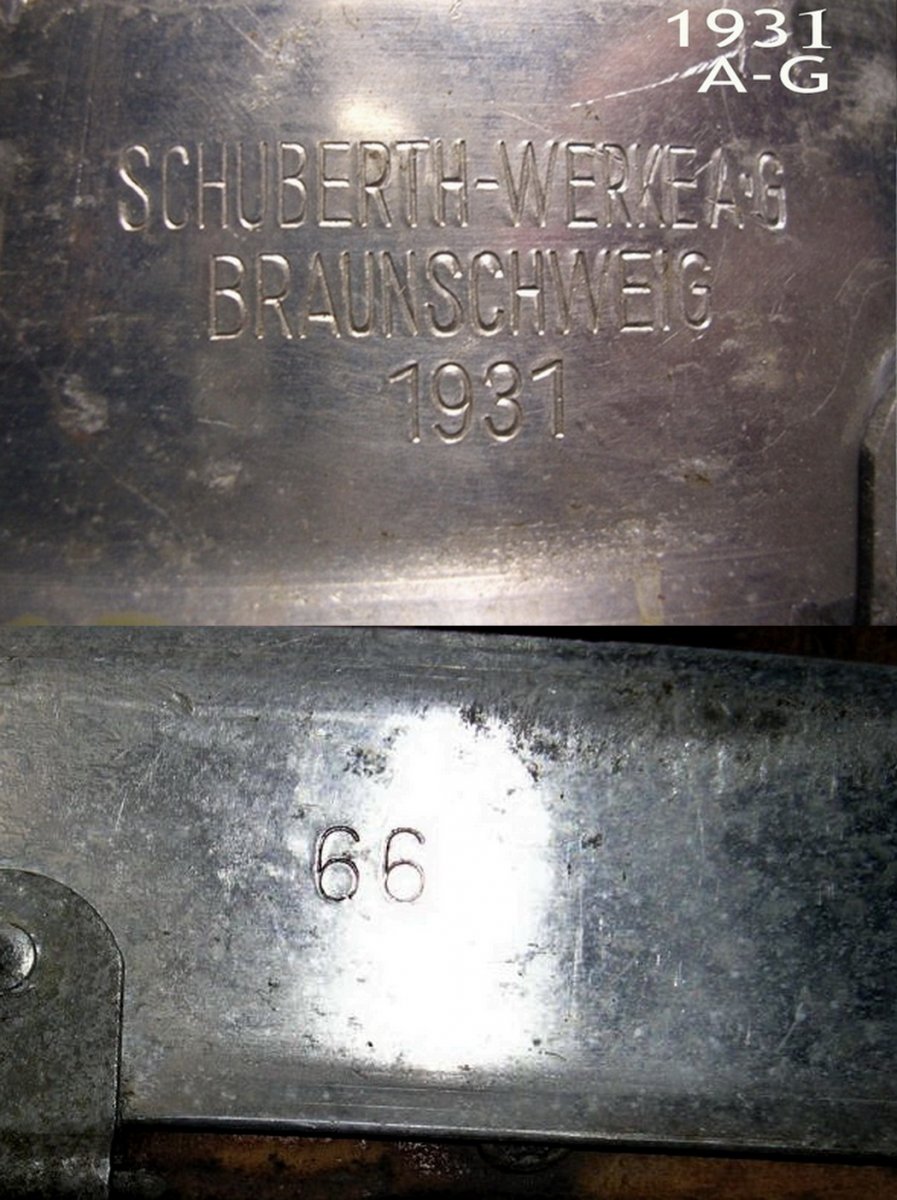 1931
A-G
SCHUBERTH-WERKE A·G
BRAUNSCHWEIG
1931
66